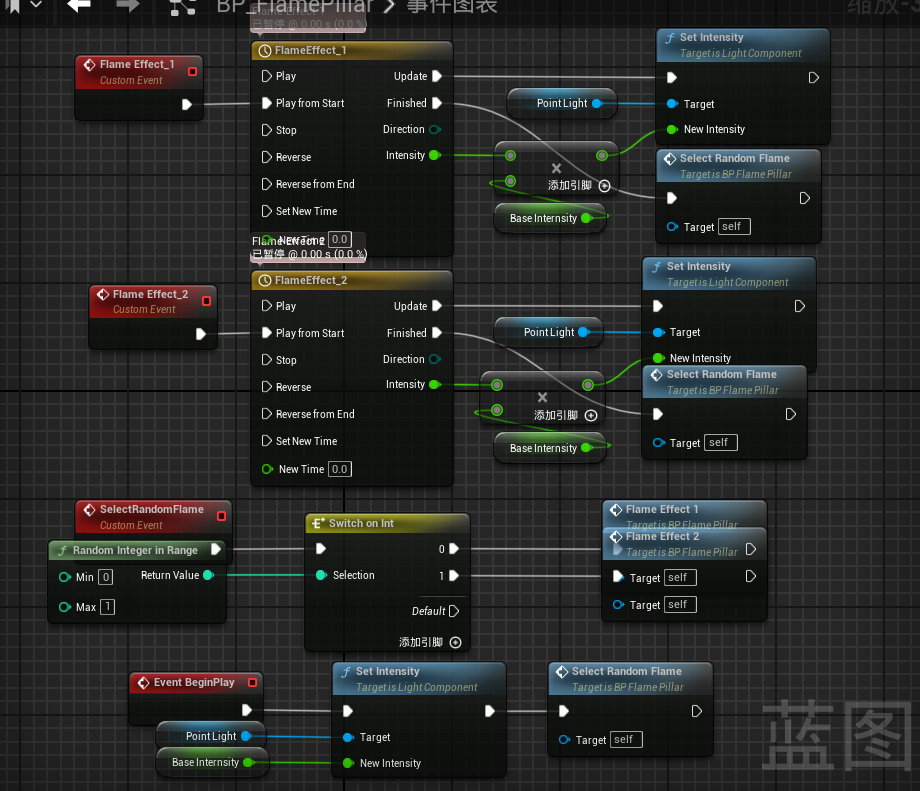 BP_FlamePillar > 事件图表
缩放-3
已暂停 @ 0.00 s (0.0 %)
FlameEffect_1
Play
Update
Play from Start
Finished
Stop
Direction
Reverse
Intensity
Reverse from End
Set New Time
New Time 0.0
Flame Effect_1
Custom Event
PointLight
添加引脚
Base Internsity
Set Intensity
Target is Light Component
Target
New Intensity
Select Random Flame
Target is BP Flame Pillar
Target self
Flame Effect 2
已暂停 @ 0.00 s (0.0 %)
FlameEffect_2
Play
Update
Play from Start
Finished
Stop
Direction
Reverse
Intensity
Reverse from End
Set New Time
New Time 0.0
Flame Effect_2
Custom Event
PointLight
添加引脚
Base Internsity
Set Intensity
Target is Light Component
Target
New Intensity
Select Random Flame
Target is BP Flame Pillar
Target self
SelectRandomFlame
Custom Event
Random Integer in Range
Min 0
Return Value
Max 1
Switch on Int
0
Selection
1
Default
添加引脚
Flame Effect 1
Target is BP Flame Pillar
Flame Effect 2
Target is BP Flame Pillar
Target self
Target self
Event BeginPlay
PointLight
Base Internsity
Set Intensity
Target is Light Component
Target
New Intensity
Select Random Flame
Target is BP Flame Pillar
Target self
蓝图